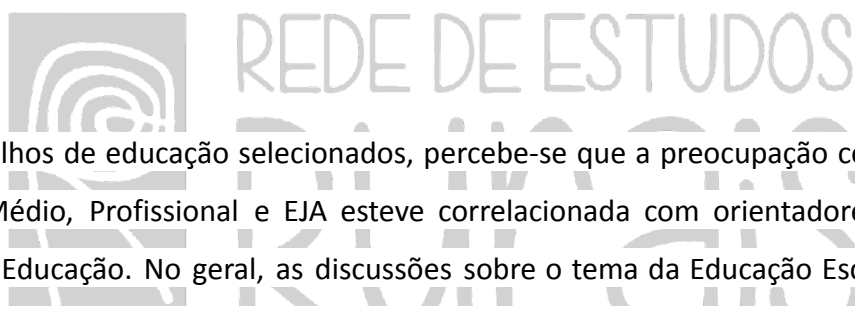 REDE DE ESTUDOS
RURAIS
lhos de educação selecionados, percebe-se que a preocupação co
Médio, Profissional e EJA esteve correlacionada com orientadore
Educação. No geral, as discussões sobre o tema da Educação Esc